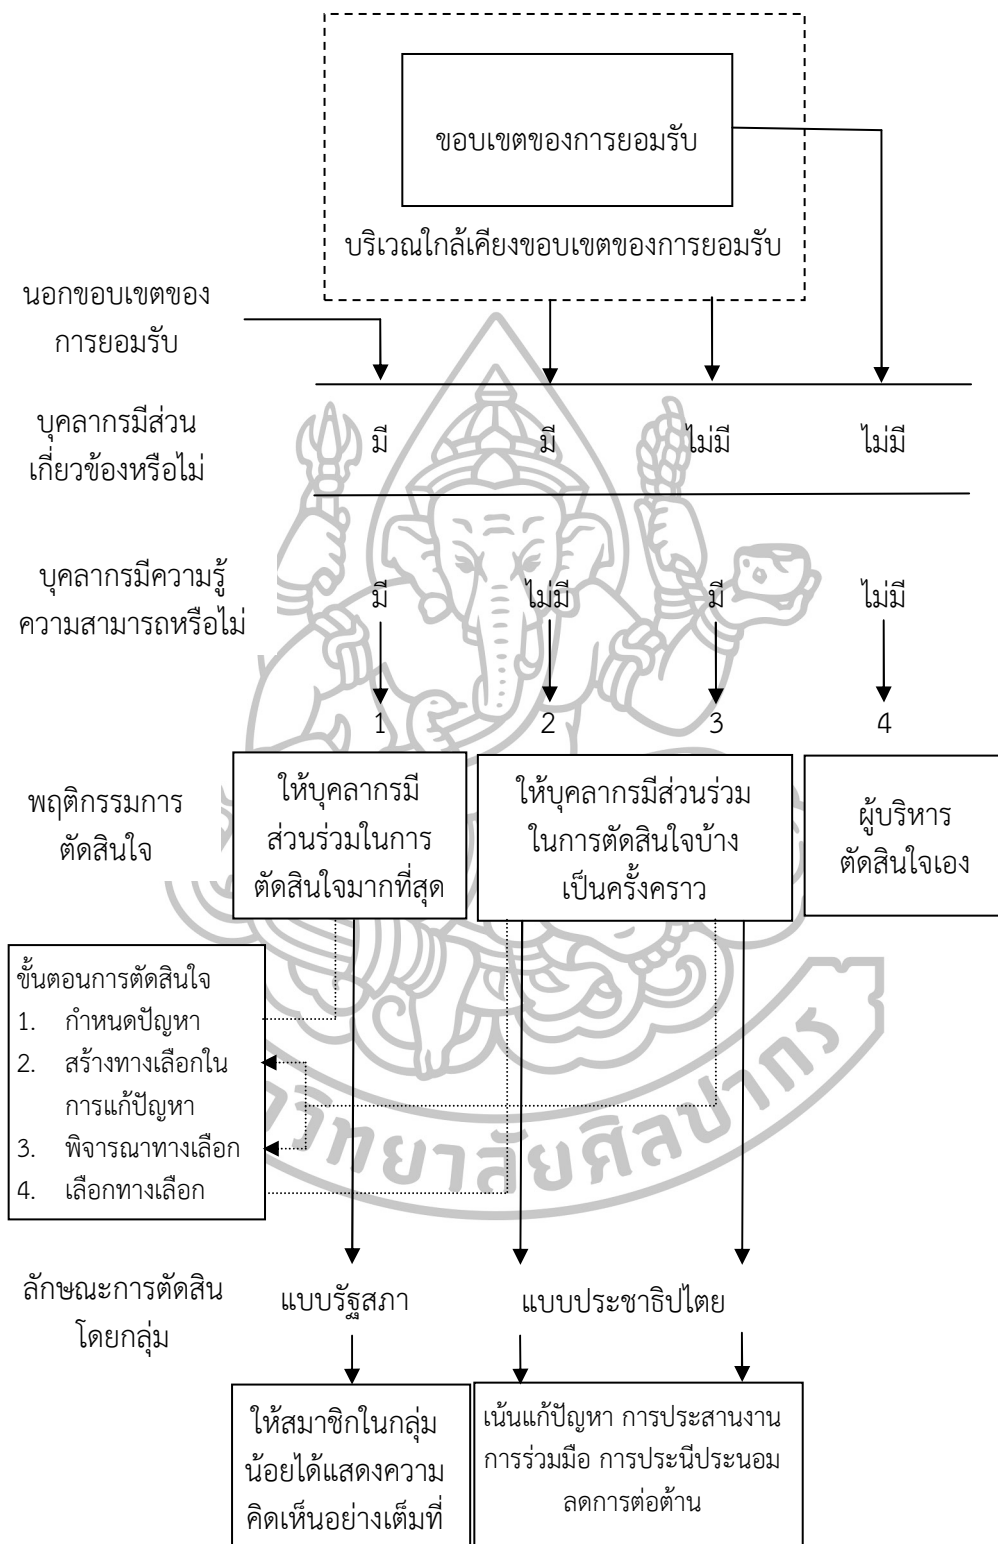 ขอบเขตของการยอมรับ
บริเวณใกล้เคียงขอบเขตของการยอมรับ
นอกขอบเขตของ
การยอมรับ
บุคลากรมีส่วน
เกี่ยวข้องหรือไม่
มี มี ไม่มี ไม่มี
บุคลากรมีความรู้
ความสามารถหรือไม่
มี ไม่มี มี ไม่มี
1 2 3 4
พฤติกรรมการ
ตัดสินใจ
ให้บุคลากรมี
ส่วนร่วมในการ
ตัดสินใจมากที่สุด
ให้บุคลากรมีส่วนร่วม
ในการตัดสินใจบ้าง
เป็นครั้งคราว
ผู้บริหาร
ตัดสินใจเอง
ขั้นตอนการตัดสินใจ
1. กำหนดปัญหา
2. สร้างทางเลือกใน
การแก้ปัญหา
3. พิจารณาทางเลือก
4. เลือกทางเลือก
ลักษณะการตัดสิน
โดยกลุ่ม
แบบรัฐสภา
แบบประชาธิปไตย
ให้สมาชิกในกลุ่ม
น้อยได้แสดงความ
คิดเห็นอย่างเต็มที่
เน้นแก้ปัญหา การประสานงาน
การร่วมมือ การประนีประนอม
ลดการต่อต้าน
วิทยาลัยศิลปากร